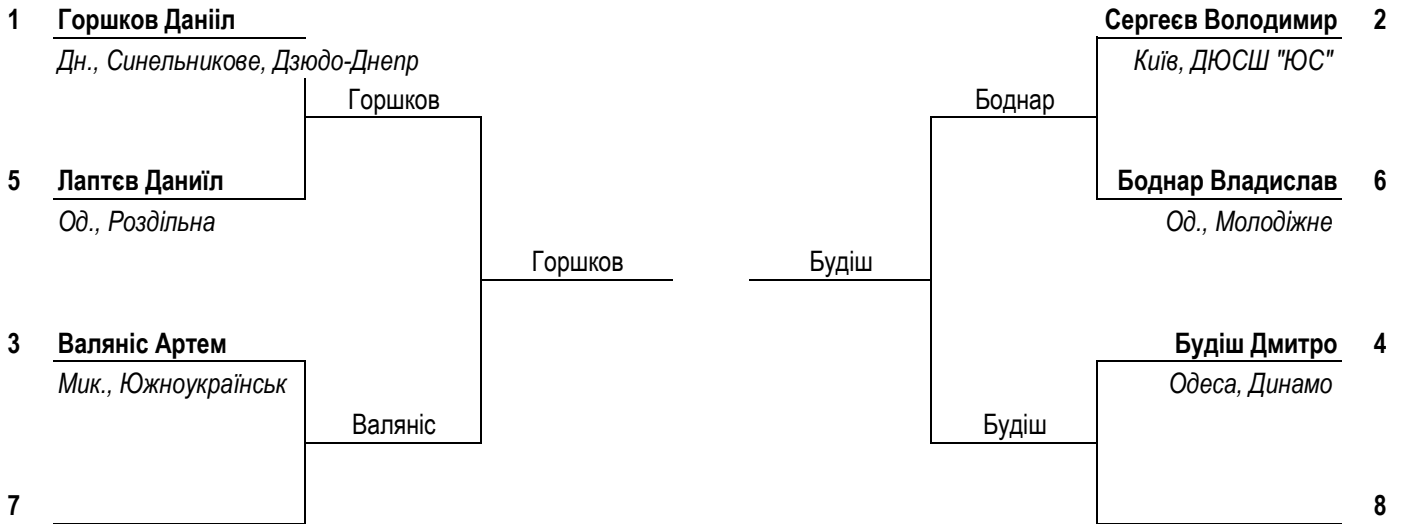 1 Горшков Данііл Сергеєв Володимир 2
Дн., Синельникове, Дзюдо-Днепр Київ, ДЮСШ "ЮС"
Горшков Боднар
5 Лаптєв Даниїл Боднар Владислав 6
Од., Роздільна Од., Молодіжне
Горшков Будіш
3 Валяніс Артем Будіш Дмитро 4
Мик., Южноукраїнськ Одеса, Динамо
Валяніс Будіш
7 8